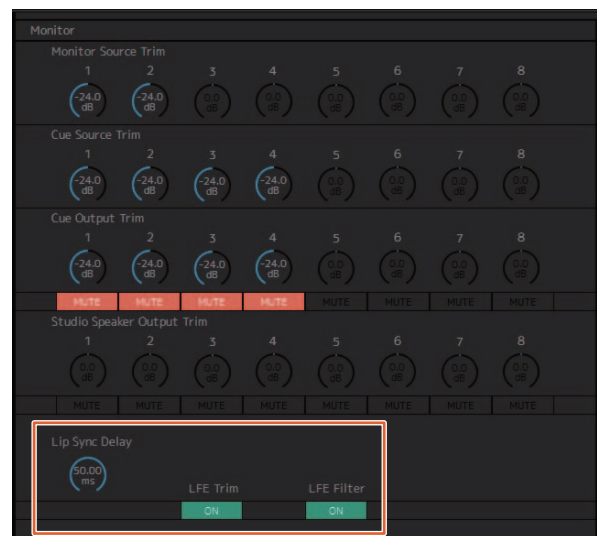 Monitor
Monitor Source Trim
1 2 3 4 5 6 7 8
-24.0 dB -24.0 dB 0.0 dB 0.0 dB 0.0 dB 0.0 dB 0.0 dB 0.0 dB
Cue Source Trim
1 2 3 4 5 6 7 8
-24.0 dB -24.0 dB -24.0 dB -24.0 dB 0.0 dB 0.0 dB 0.0 dB 0.0 dB
Cue Output Trim
1 2 3 4 5 6 7 8
-24.0 dB -24.0 dB -24.0 dB -24.0 dB 0.0 dB 0.0 dB 0.0 dB 0.0 dB
MUTE MUTE MUTE MUTE MUTE MUTE MUTE MUTE
Studio Speaker Output Trim
1 2 3 4 5 6 7 8
0.0 dB 0.0 dB 0.0 dB 0.0 dB 0.0 dB 0.0 dB 0.0 dB 0.0 dB
MUTE MUTE MUTE MUTE MUTE MUTE MUTE MUTE
Lip Sync Delay
50.00 ms
LFE Trim LFE Filter
ON ON